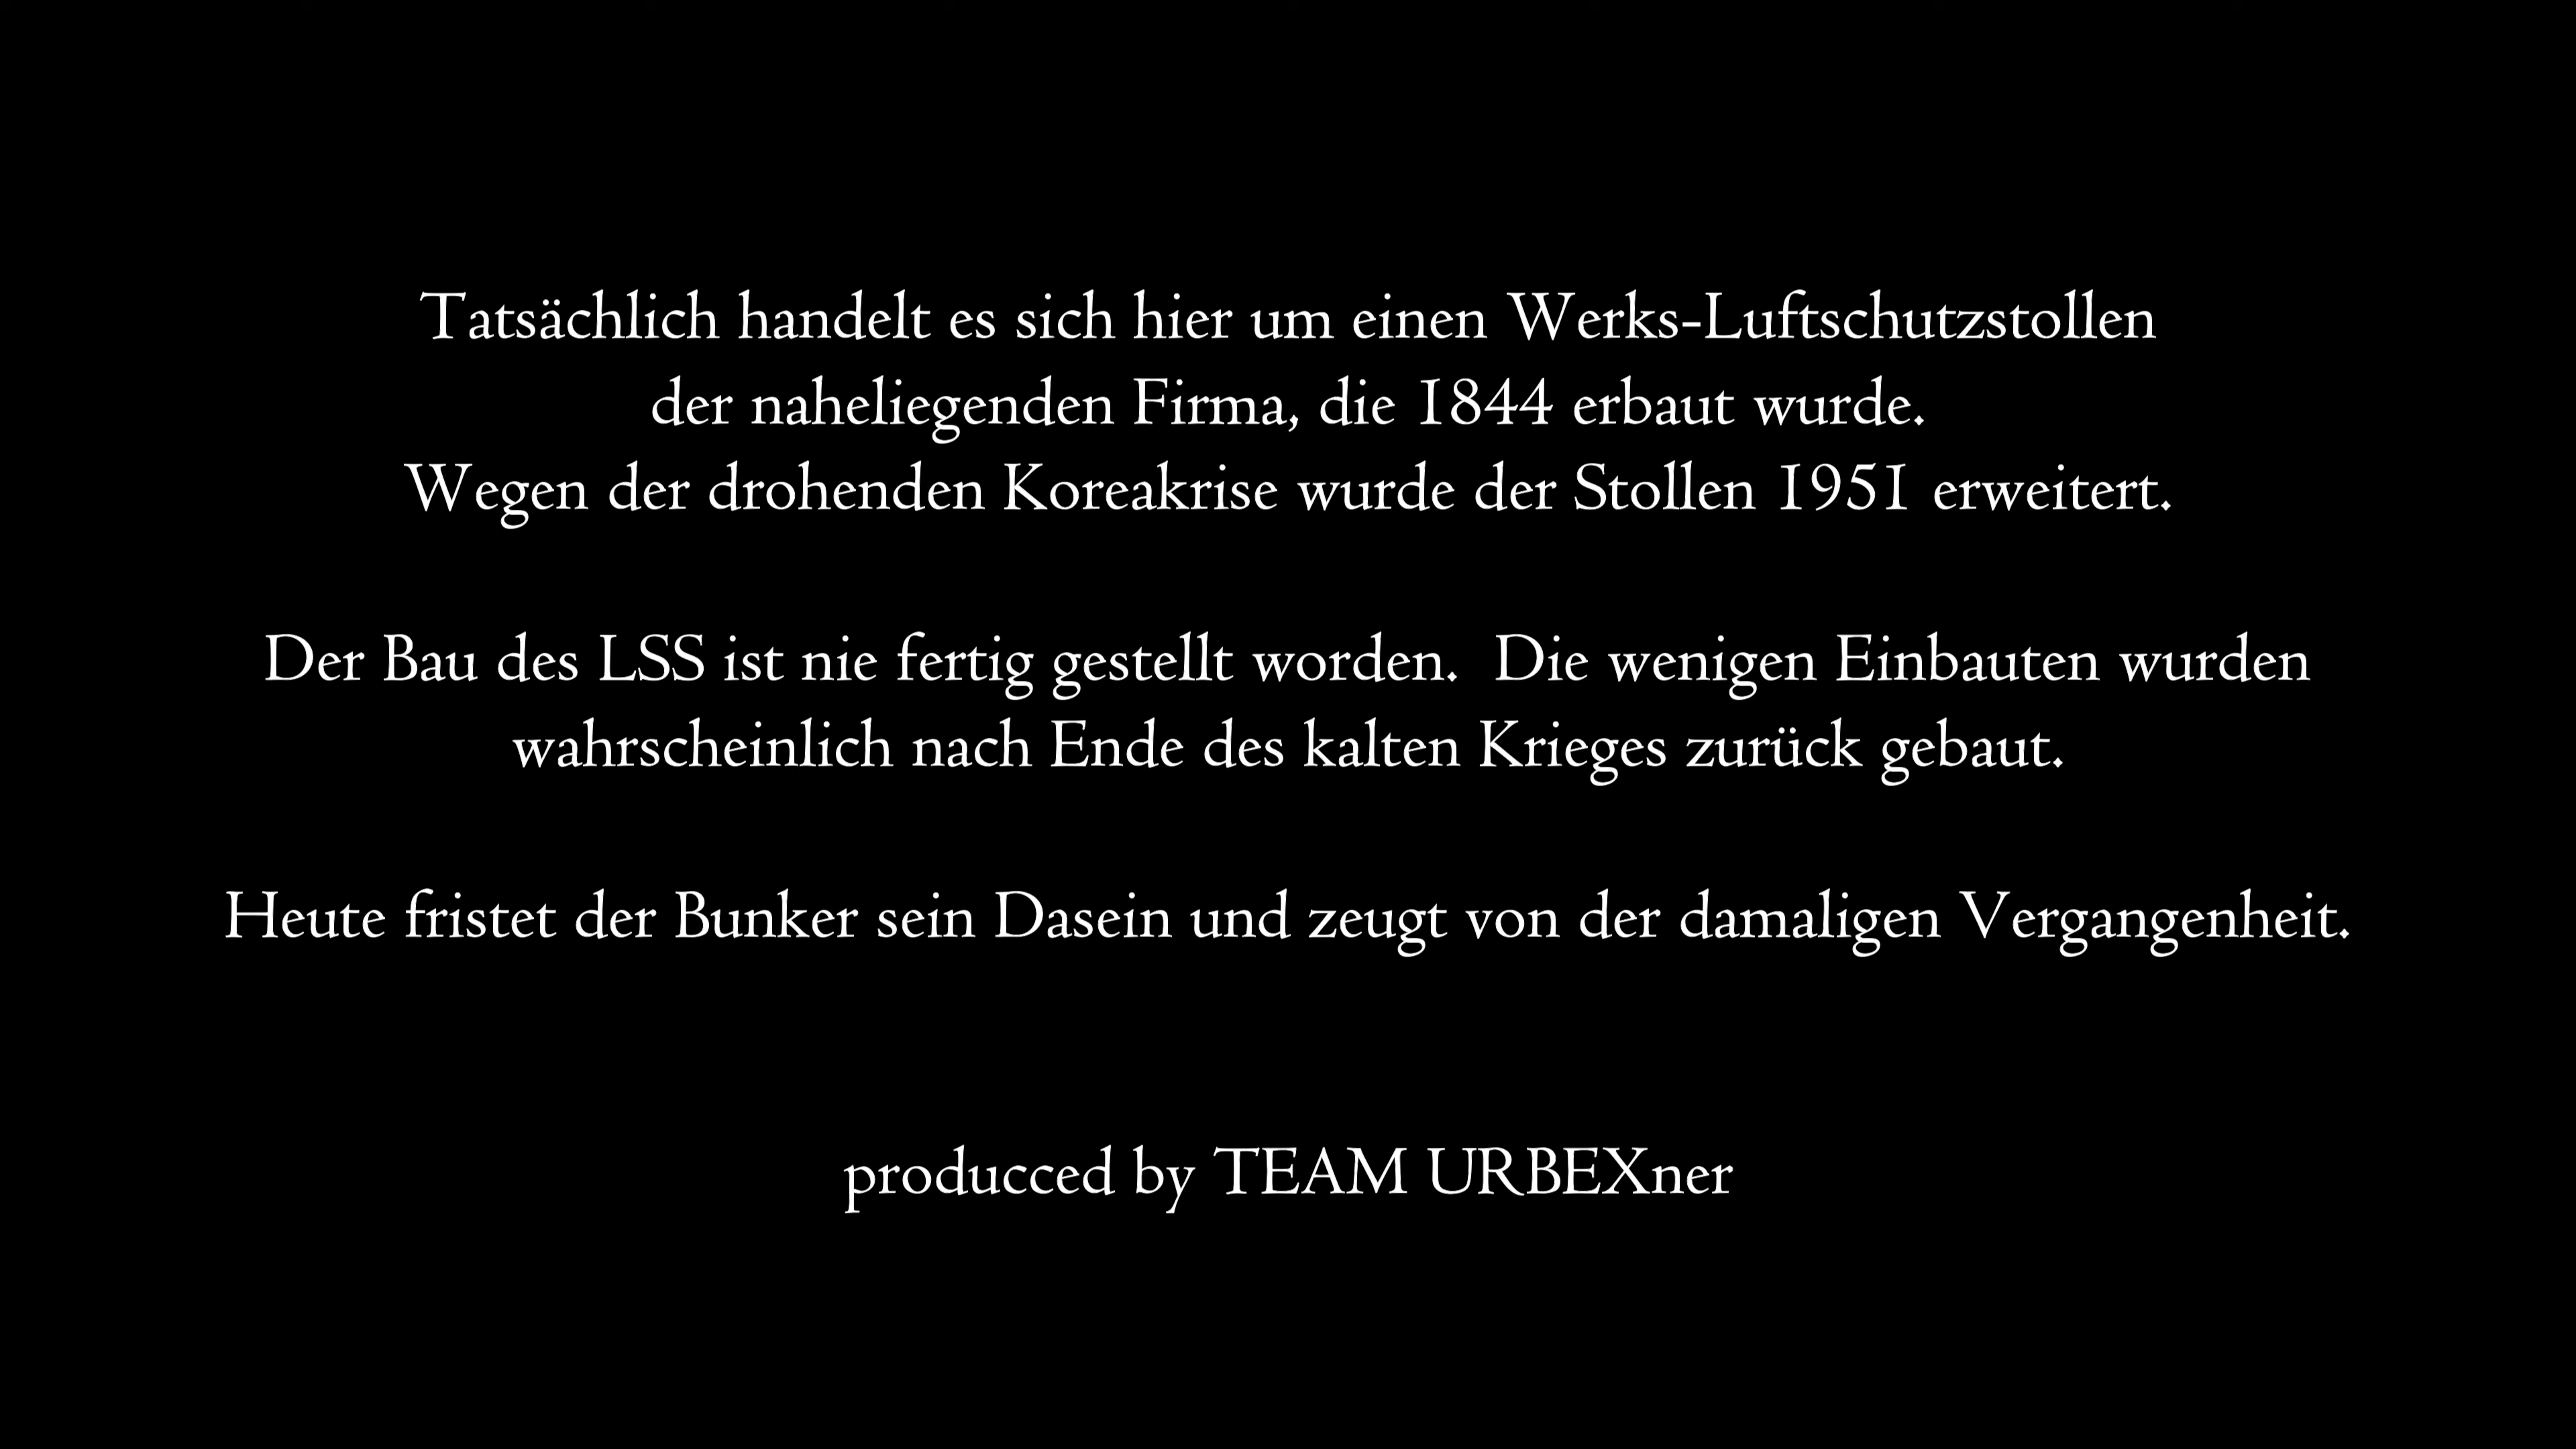 Tatsächlich handelt es sich hier um einen Werks-Luftschutzstollen
der naheliegenden Firma, die 1844 erbaut wurde.
Wegen der drohenden Koreakrise wurde der Stollen 1951 erweitert.
Der Bau des LSS ist nie fertig gestellt worden.  Die wenigen Einbauten wurden
wahrscheinlich nach Ende des kalten Krieges zurück gebaut.
Heute fristet der Bunker sein Dasein und zeugt von der damaligen Vergangenheit.
producced by TEAM URBEXner